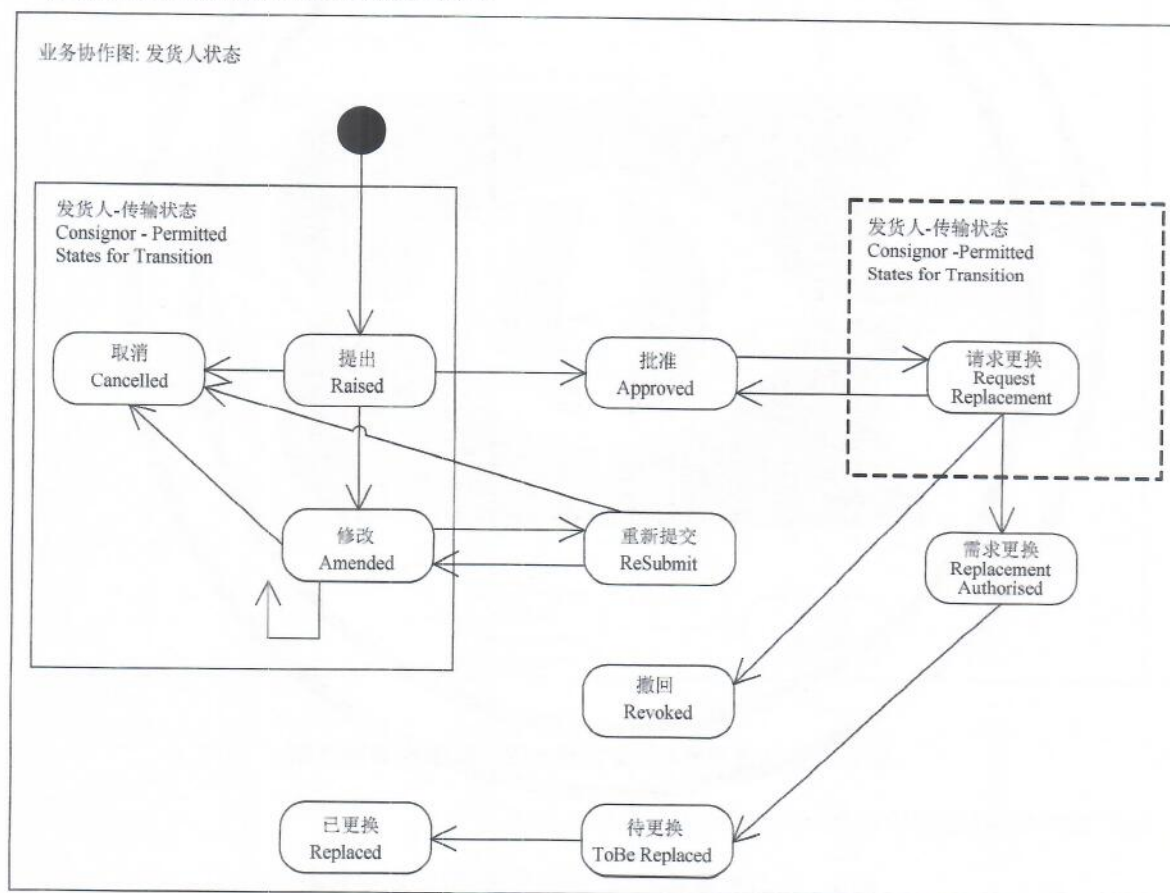 业务协作图: 发货人状态
发货人-传输状态
Consignor - Permitted
States for Transition
发货人-传输状态
Consignor -Permitted
States for Transition
取消
Cancelled
提出
Raised
批准
Approved
请求更换
Request
Replacement
修改
Amended
重新提交
ReSubmit
需求更换
Replacement
Authorised
撤回
Revoked
已更换
Replaced
待更换
ToBe Replaced